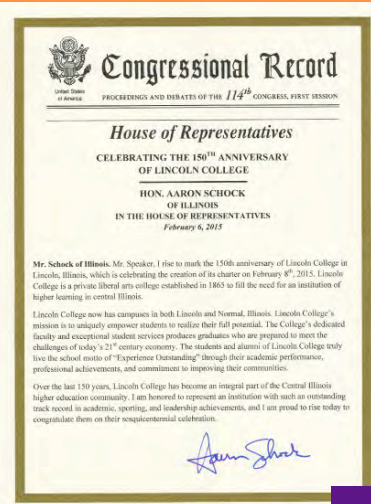 Congressional Record
United States
of America
PROCEEDINGS AND DEBATES OF THE 114th CONGRESS, FIRST SESSION
House of Representatives
CELEBRATING THE 150TH ANNIVERSARY
OF LINCOLN COLLEGE
HON. AARON SCHOCK
OF ILLINOIS
IN THE HOUSE OF REPRESENTATIVES
February 6, 2015
Mr. Schock of Illinois. Mr. Speaker, I rise to mark the 150th anniversary of Lincoln College in
Lincoln, Illinois, which is celebrating the creation of its charter on February 8th, 2015. Lincoln
College is a private liberal arts college established in 1865 to fill the need for an institution of
higher learning in central Illinois.
Lincoln College now has campuses in both Lincoln and Normal, Illinois. Lincoln College's
mission is to uniquely empower students to realize their full potential. The College's dedicated
faculty and exceptional student services produces graduates who are prepared to meet the
challenges of today's 21st century economy. The students and alumni of Lincoln College truly
live the school motto of "Experience Outstanding" through their academic performance,
professional achievements, and commitment to improving their communities.
Over the last 150 years, Lincoln College has become an integral part of the Central Illinois
higher education community. I am honored to represent an institution with such an outstanding
track record in academic, sporting, and leadership achievements, and I am proud to rise today to
congratulate them on their sesquicentennial celebration.
Aaron Schock